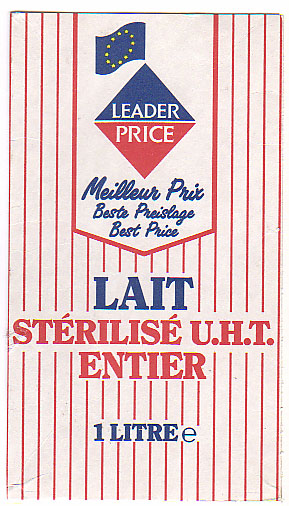 LEADER
PRICE
Meilleur Prix
Beste Preislage
Best Price
LAIT
STÉRILISÉ U.H.T.
ENTIER
1 LITRE ℮